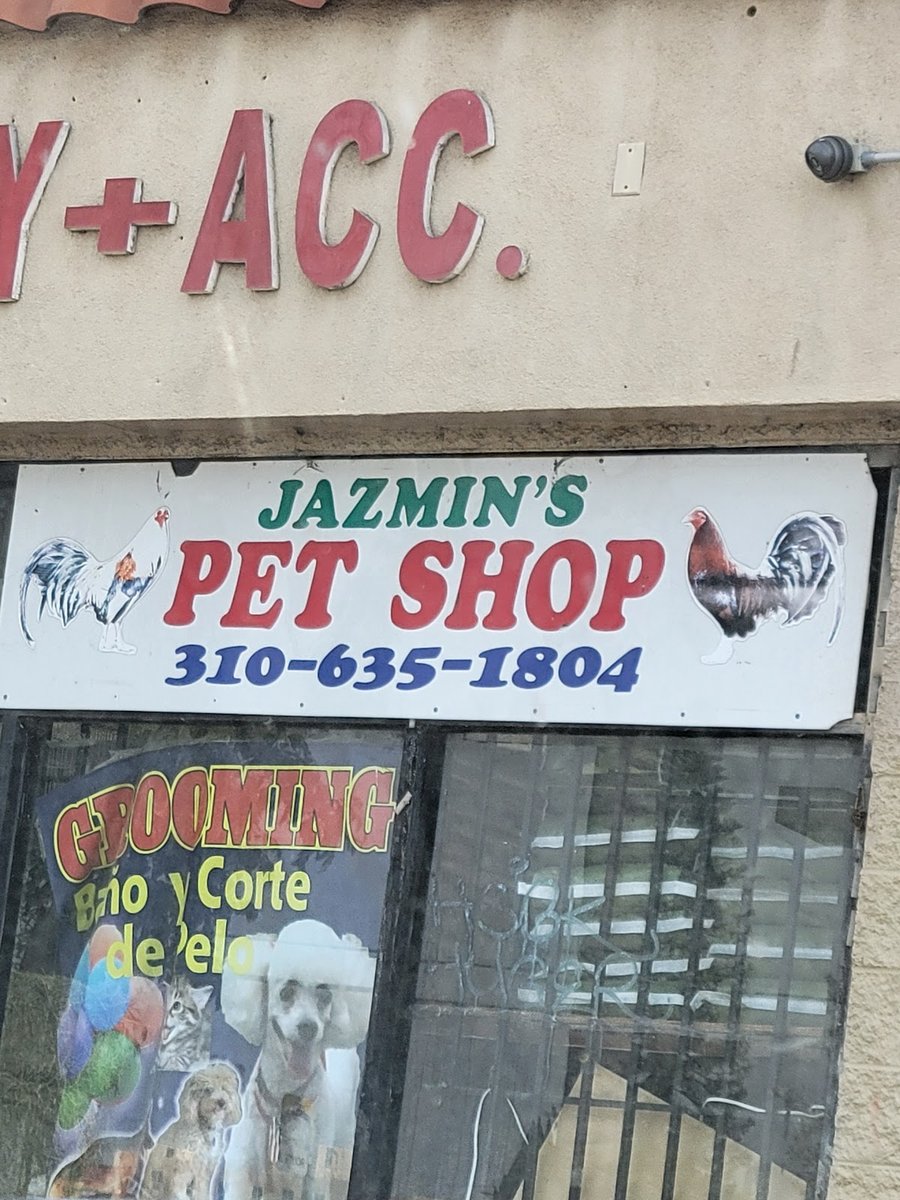 Y + ACC.
JAZMIN'S
PET SHOP
310-635-1804
GROOMING
Baño y Corte
de Pelo